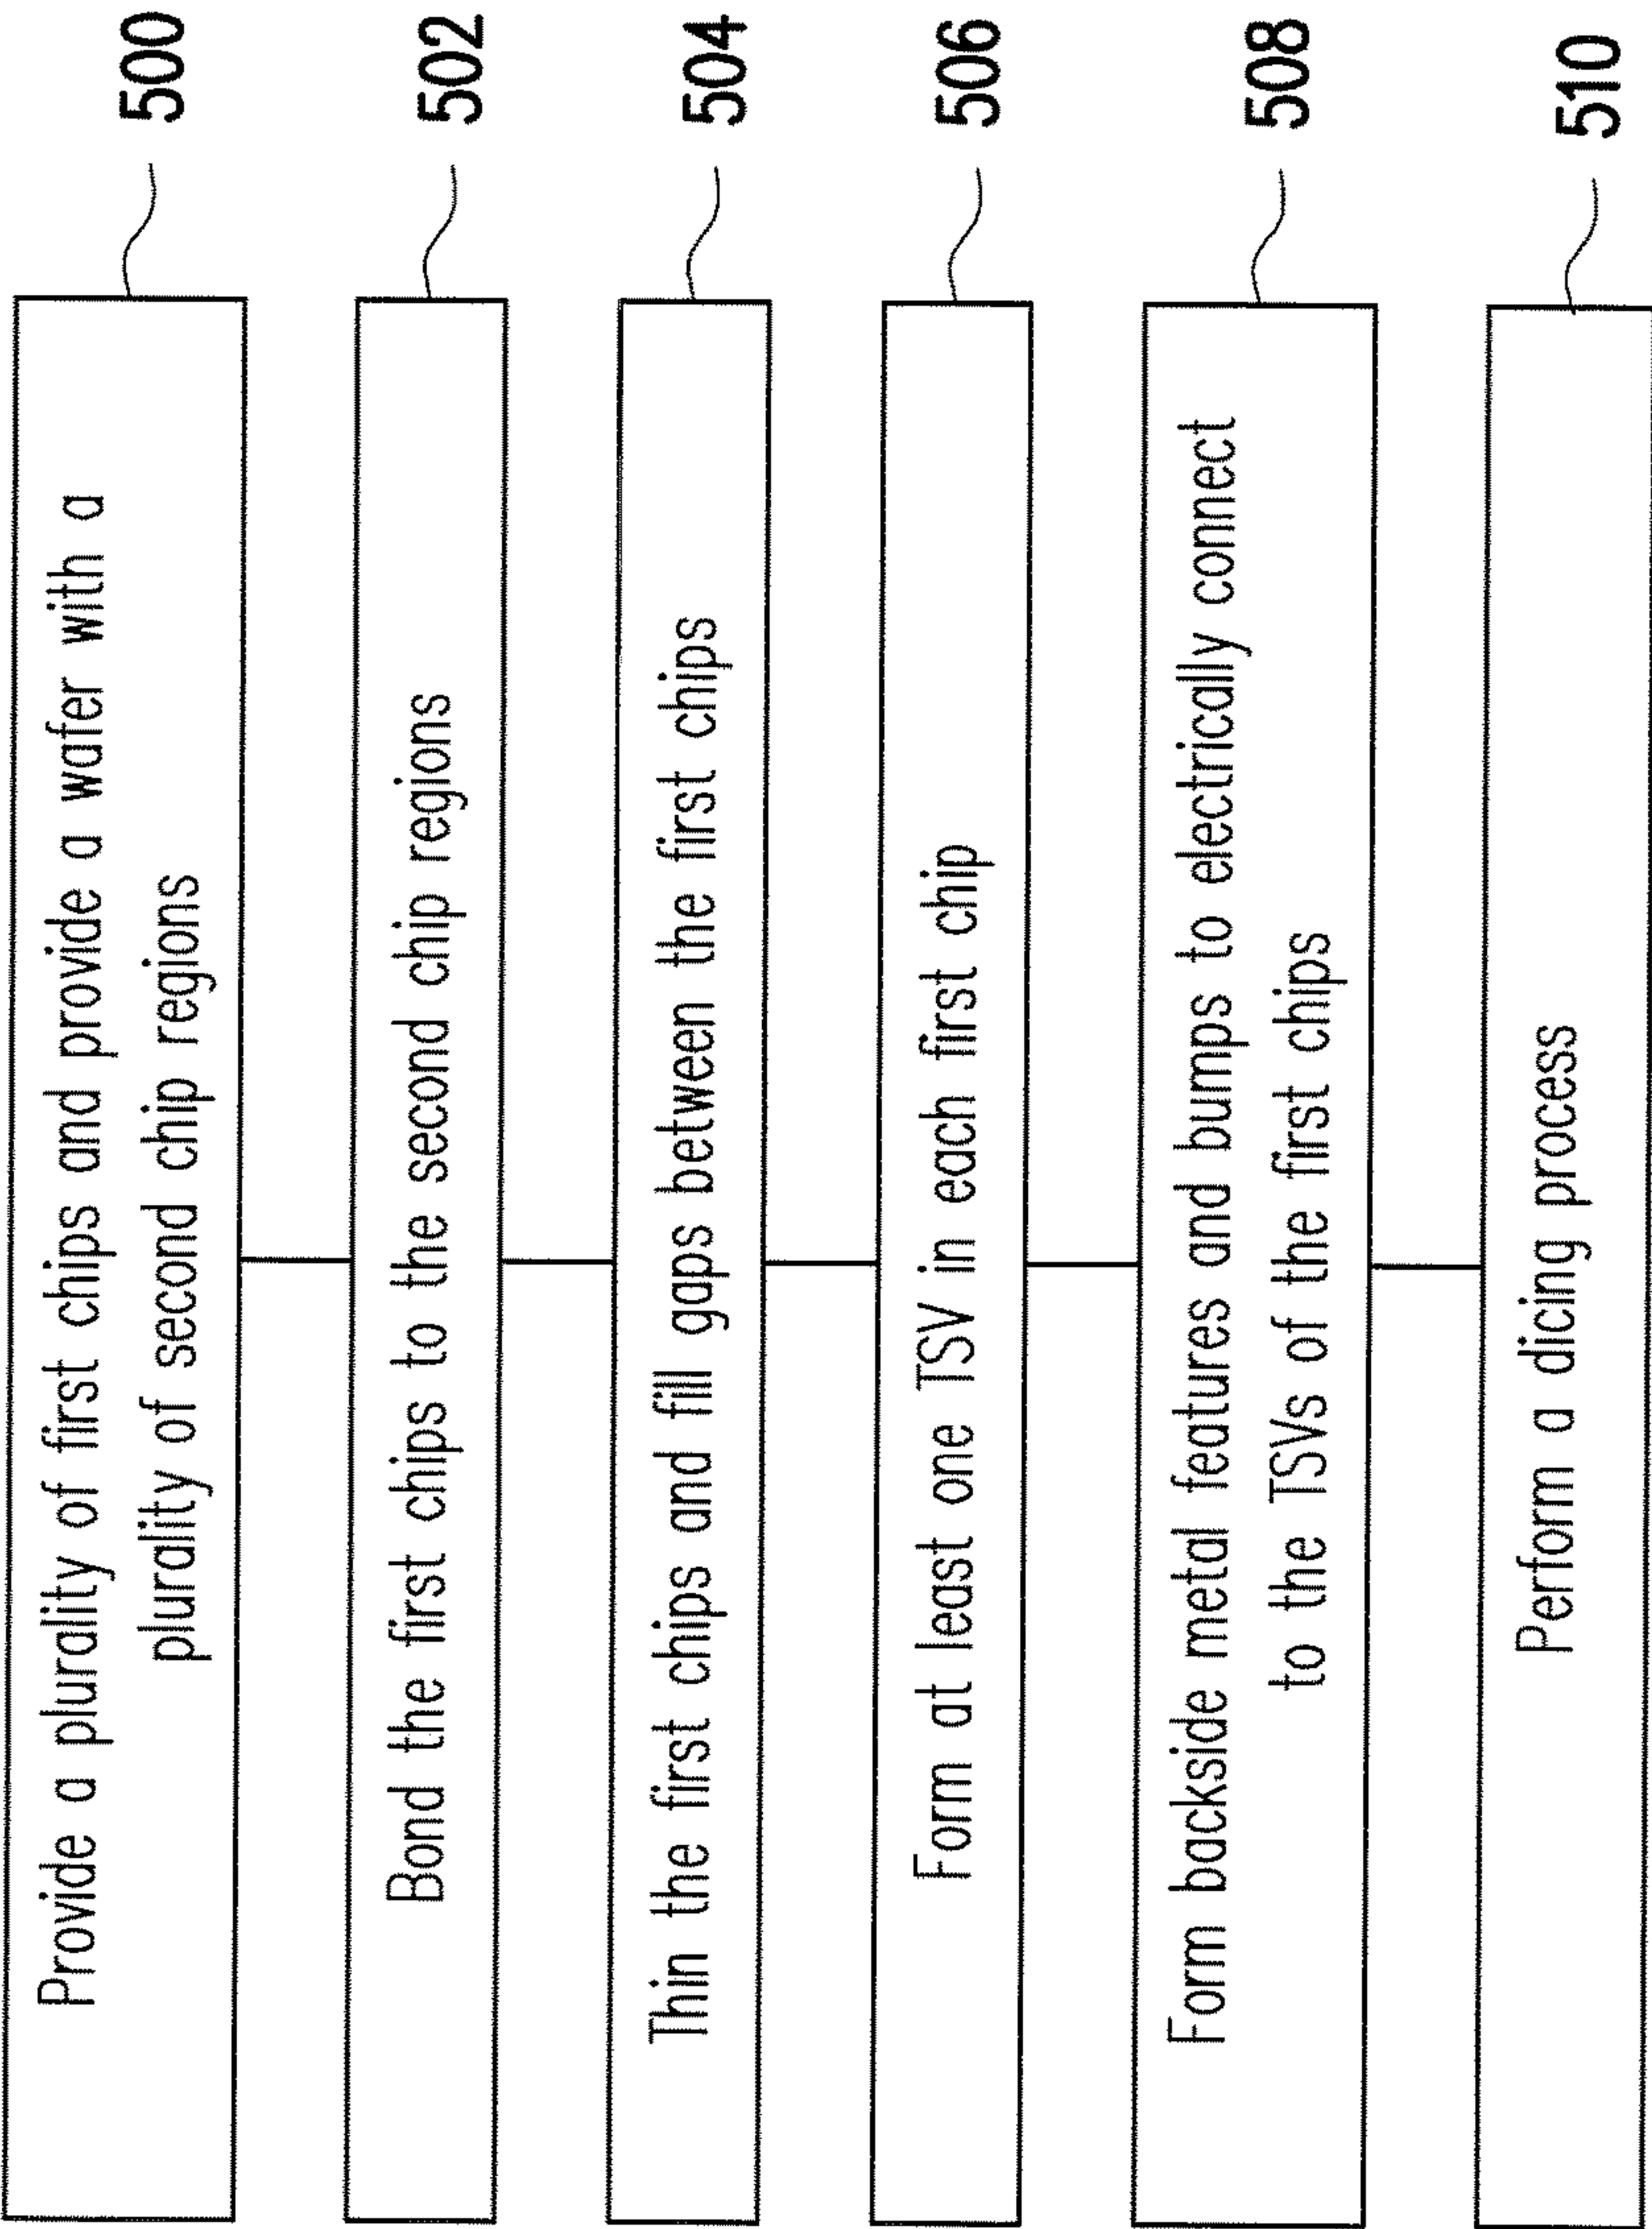 Provide a plurality of first chips and provide a wafer with a
plurality of second chip regions
500
Bond the first chips to the second chip regions
502
Thin the first chips and fill gaps between the first chips
504
Form at least one TSV in each first chip
506
Form backside metal features and bumps to electrically connect
to the TSVs of the first chips
508
Perform a dicing process
510